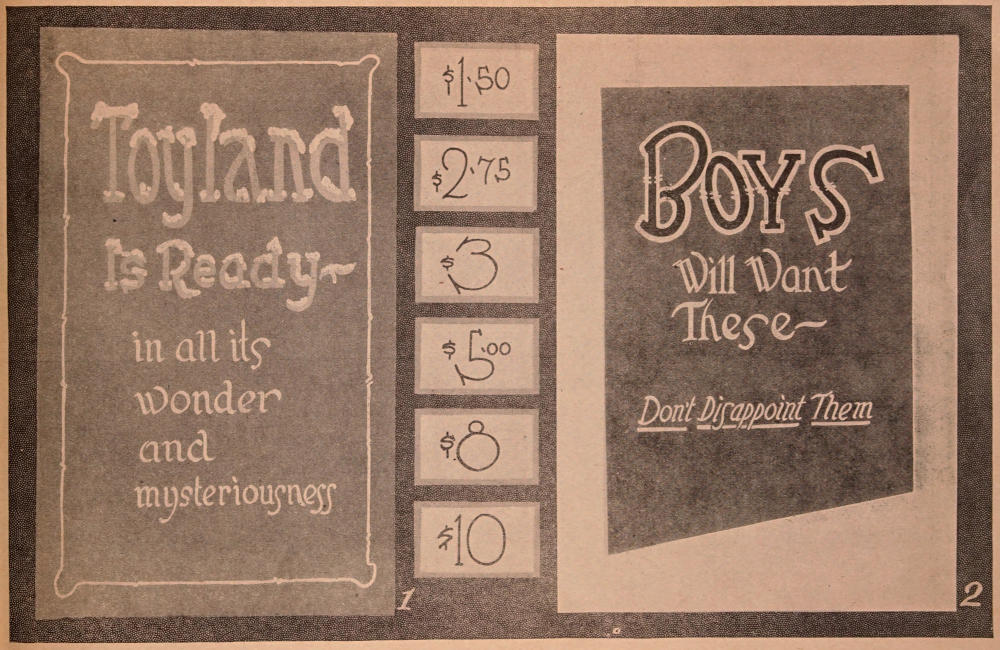 Toyland
Is Ready~
in all its
wonder
and
mysteriousness
1
$1.50
$2.75
$3
$5.00
$8
$10
BOYS
Will Want
These~
Don't Disappoint Them
2